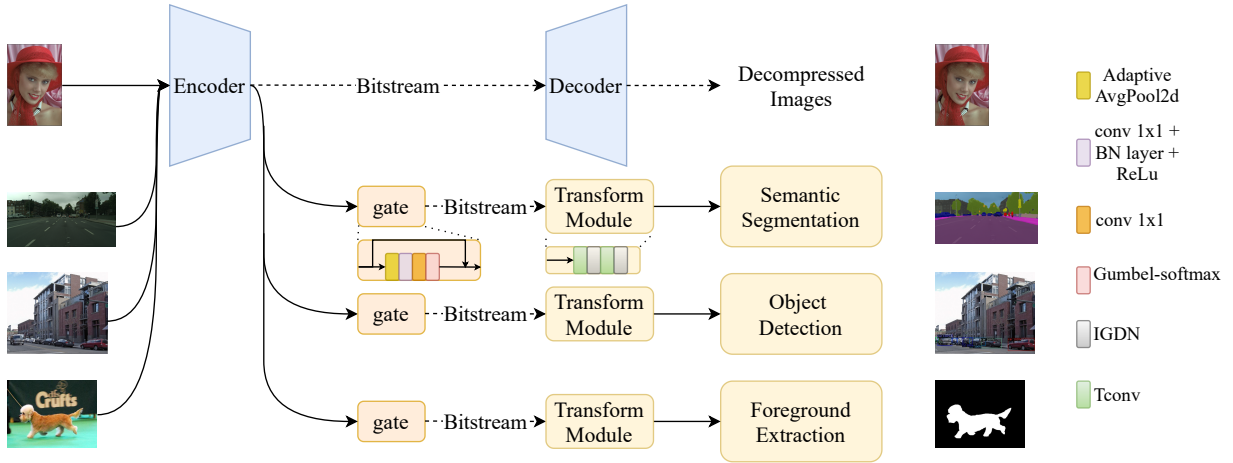 Encoder
Bitstream
Decoder
Decompressed
Images
Adaptive
AvgPool2d
conv 1x1 +
BN layer +
ReLu
gate
Bitstream
Transform
Module
Semantic
Segmentation
conv 1x1
Gumbel-softmax
gate
Bitstream
Transform
Module
Object
Detection
IGDN
Tconv
Crufts
gate
Bitstream
Transform
Module
Foreground
Extraction